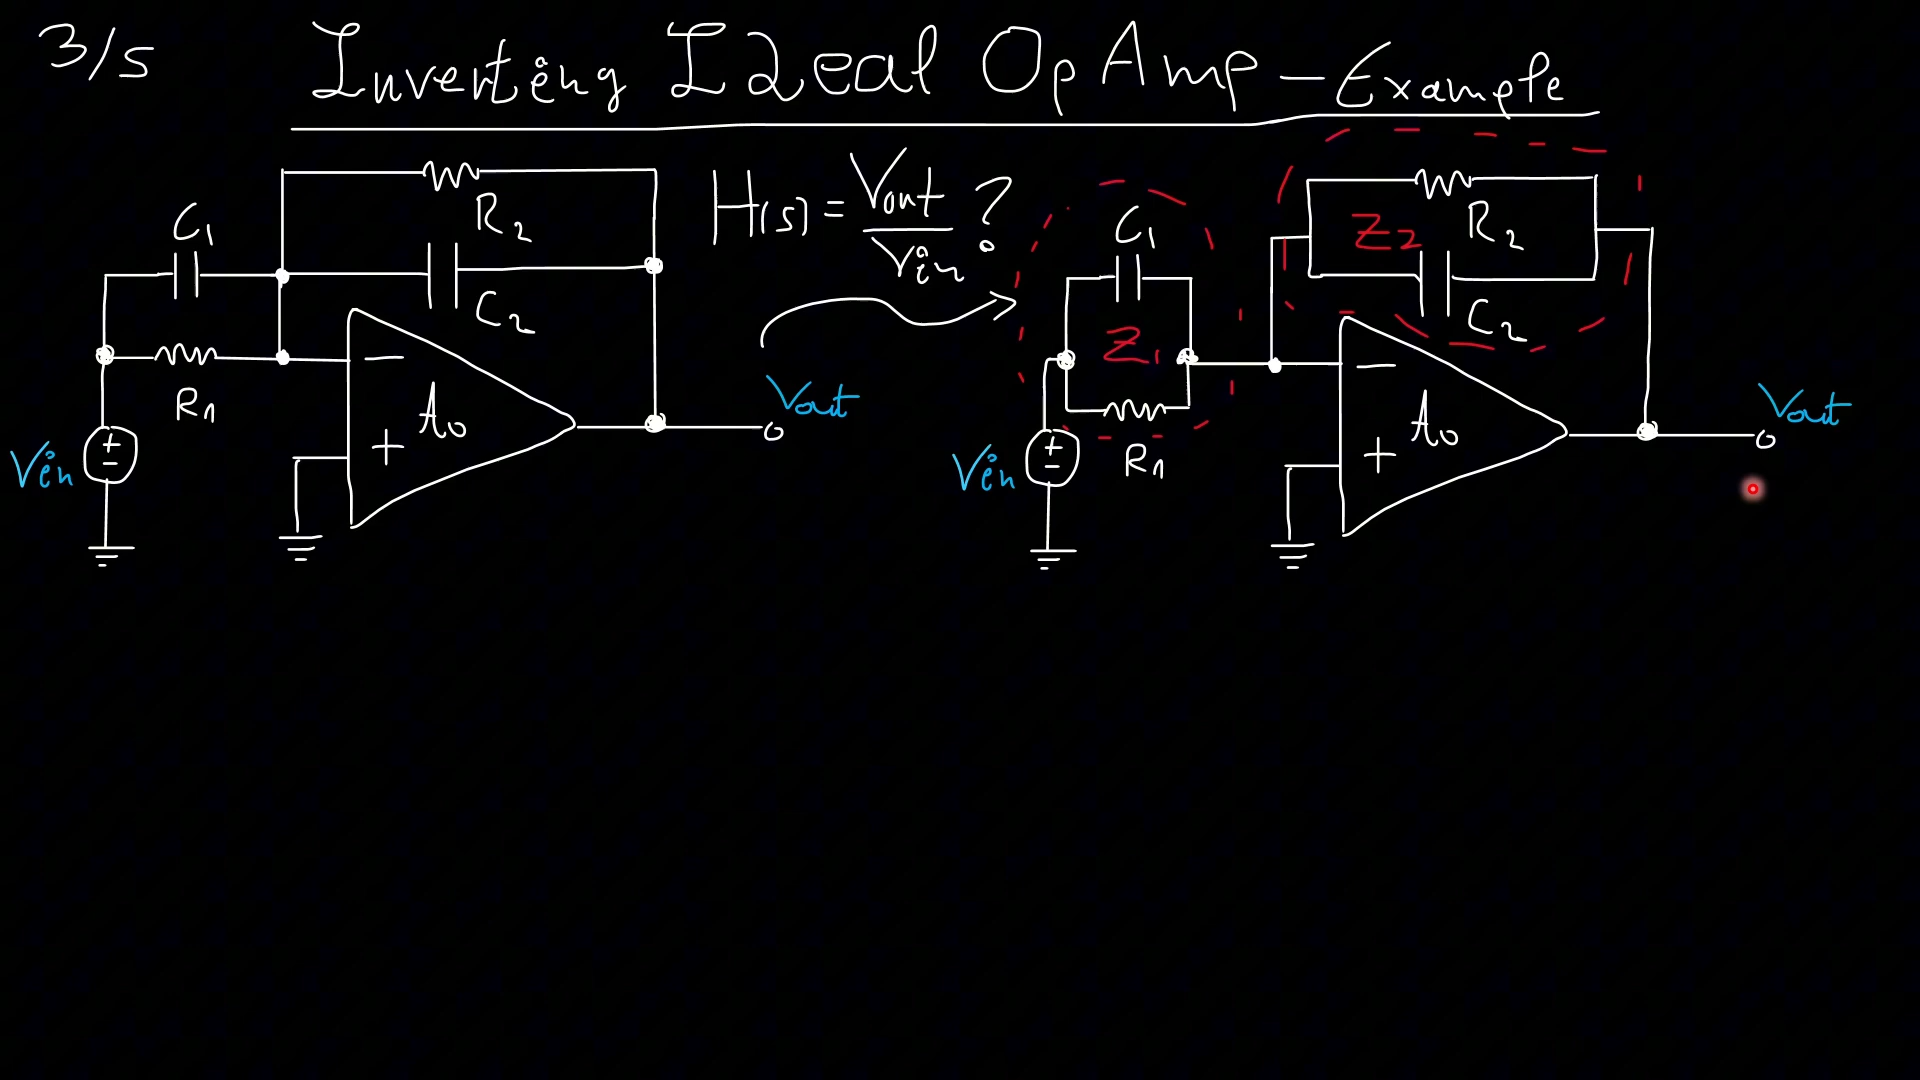 3/5
Inverting Ideal Op Amp - Example
C1
R2
C2
R1
Vin
+
−
−
+
A0
Vout
H(s) = Vout / Vin ?
C1
Z1
R1
Z2
R2
C2
Vin
+
−
−
+
A0
Vout